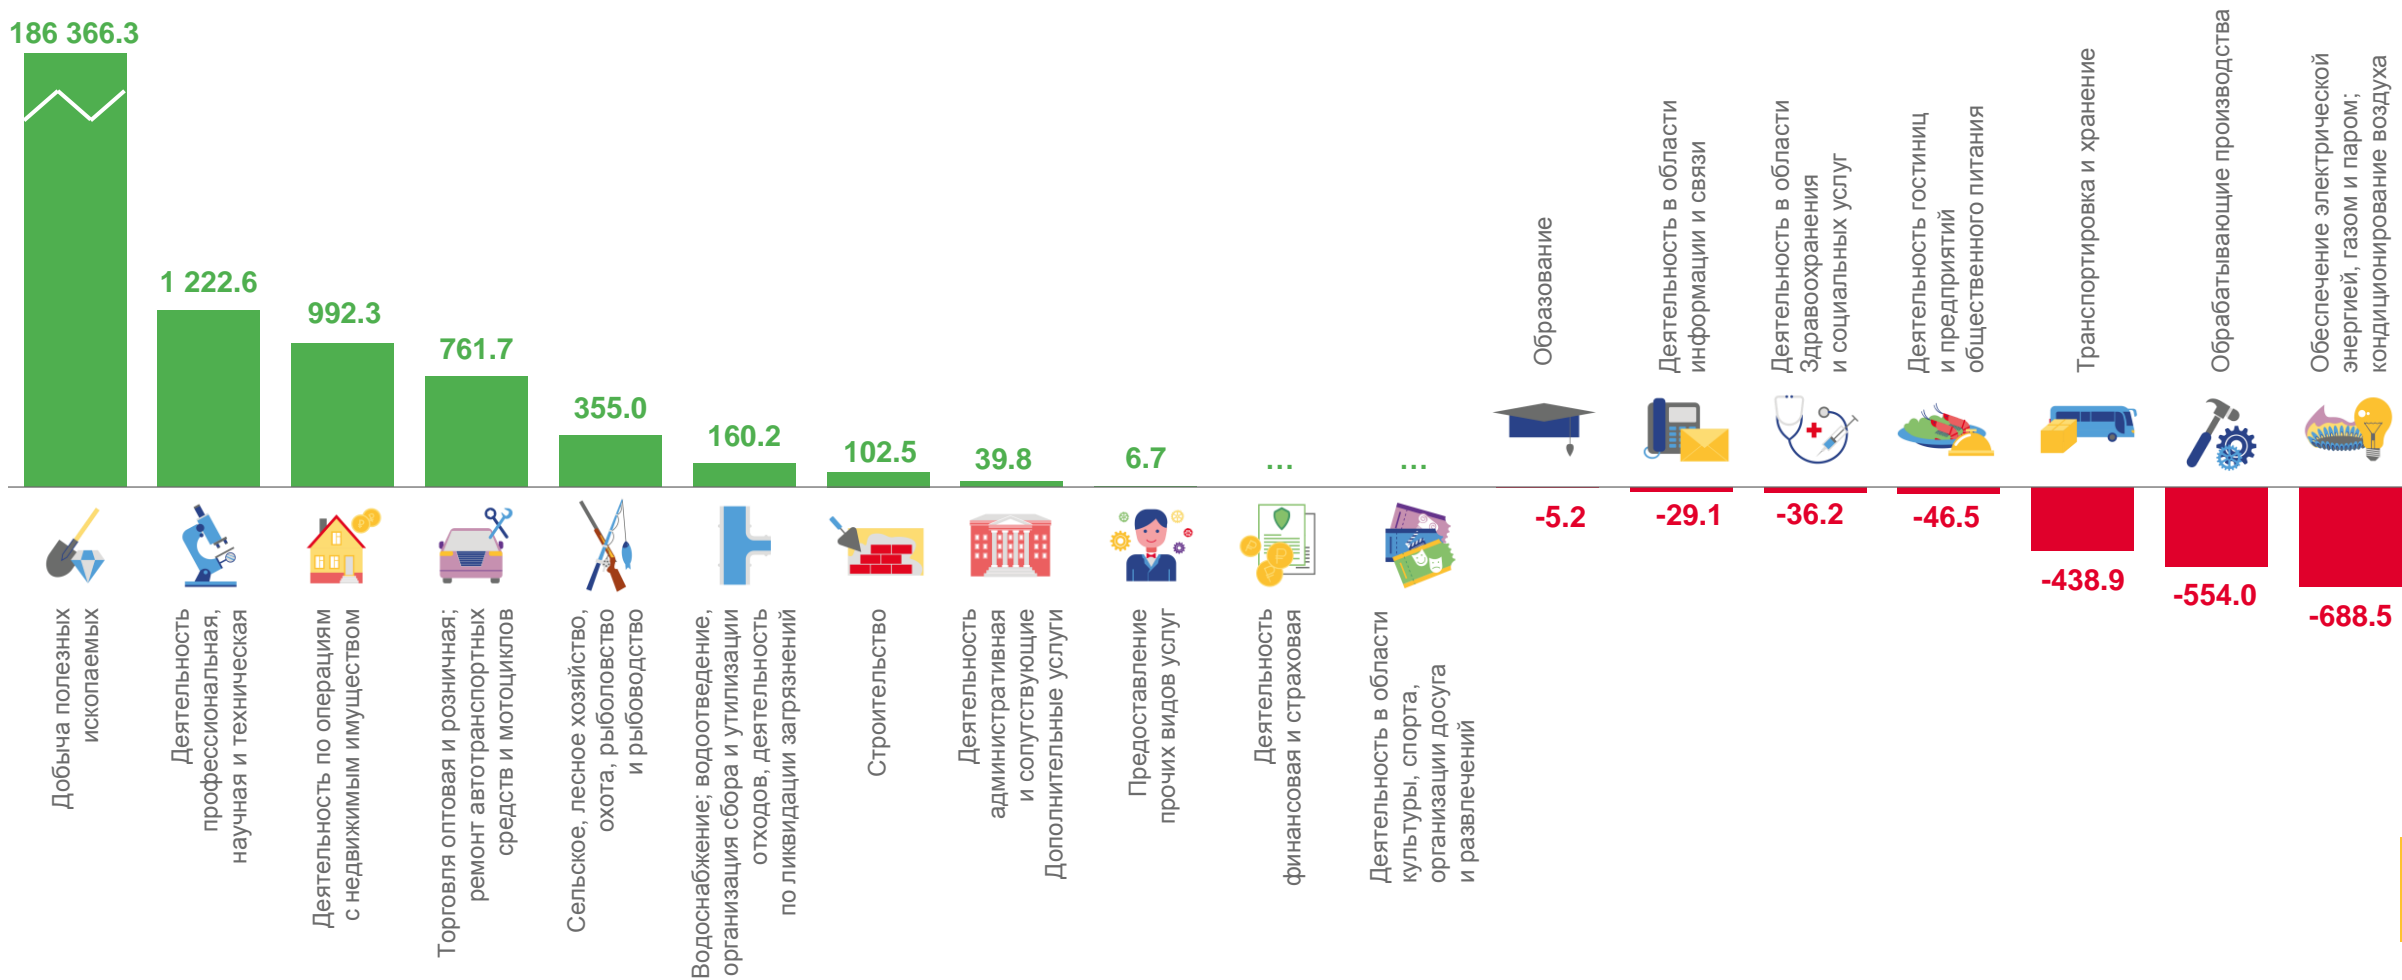 186 366.3
1 222.6
992.3
761.7
355.0
160.2
102.5
39.8
6.7
...
...
-5.2
-29.1
-36.2
-46.5
-438.9
-554.0
-688.5
Добыча полезных
ископаемых
Деятельность
профессиональная,
научная и техническая
Деятельность по операциям
с недвижимым имуществом
Торговля оптовая и розничная;
ремонт автотранспортных
средств и мотоциклов
Сельское, лесное хозяйство,
охота, рыболовство
и рыбоводство
Водоснабжение; водоотведение,
организация сбора и утилизации
отходов, деятельность
по ликвидации загрязнений
Строительство
Деятельность
административная
и сопутствующие
Дополнительные услуги
Предоставление
прочих видов услуг
Деятельность
финансовая и страховая
Деятельность в области
культуры, спорта,
организации досуга
и развлечений
Образование
Деятельность в области
информации и связи
Деятельность в области
Здравоохранения
и социальных услуг
Деятельность гостиниц
и предприятий
общественного питания
Транспортировка и хранение
Обрабатывающие производства
Обеспечение электрической
энергией, газом и паром;
кондиционирование воздуха